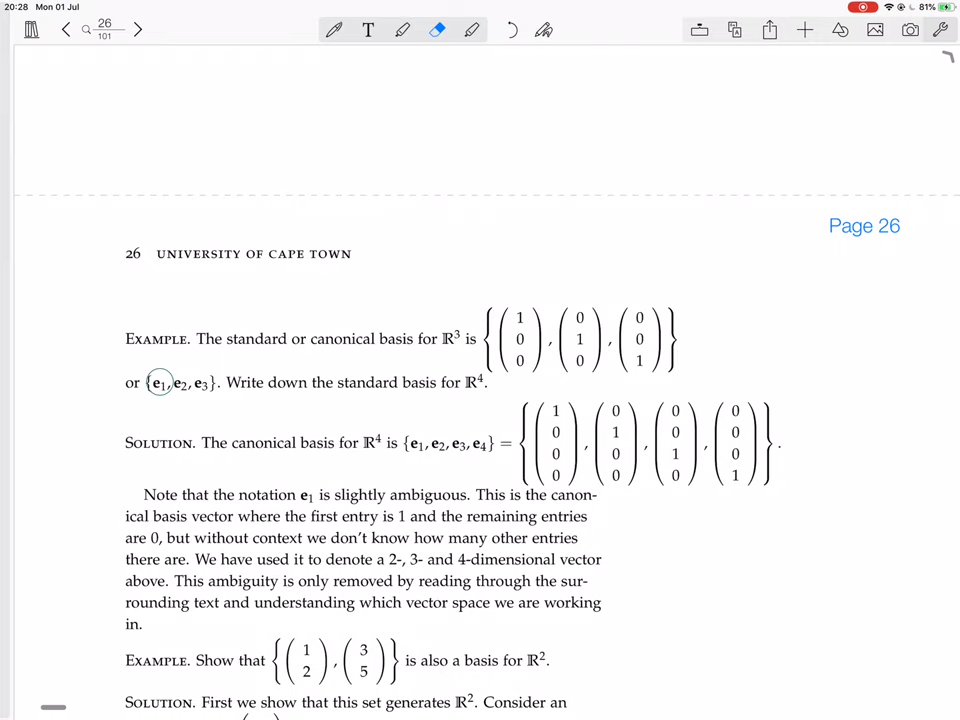 20:28 Mon 01 Jul
81%
26
101
T
Page 26
26 UNIVERSITY OF CAPE TOWN
EXAMPLE. The standard or canonical basis for ℝ³ is { ( 1 0 0 ) , ( 0 1 0 ) , ( 0 0 1 ) }
or {e₁, e₂, e₃}. Write down the standard basis for ℝ⁴.
SOLUTION. The canonical basis for ℝ⁴ is {e₁, e₂, e₃, e₄} = { ( 1 0 0 0 ) , ( 0 1 0 0 ) , ( 0 0 1 0 ) , ( 0 0 0 1 ) } .
Note that the notation e₁ is slightly ambiguous. This is the canon-
ical basis vector where the first entry is 1 and the remaining entries
are 0, but without context we don't know how many other entries
there are. We have used it to denote a 2-, 3- and 4-dimensional vector
above. This ambiguity is only removed by reading through the sur-
rounding text and understanding which vector space we are working
in.
EXAMPLE. Show that { ( 1 2 ) , ( 3 5 ) } is also a basis for ℝ².
SOLUTION. First we show that this set generates ℝ². Consider an